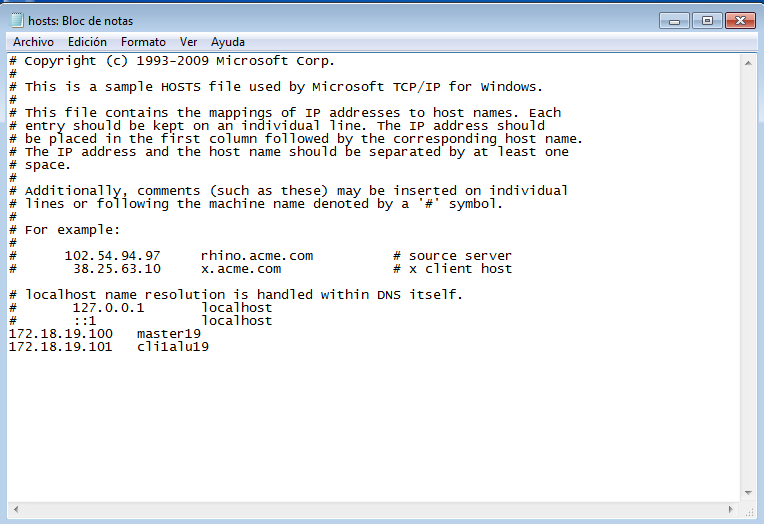 hosts: Bloc de notas
Archivo Edición Formato Ver Ayuda
# Copyright (c) 1993-2009 Microsoft Corp.
#
# This is a sample HOSTS file used by Microsoft TCP/IP for Windows.
#
# This file contains the mappings of IP addresses to host names. Each
# entry should be kept on an individual line. The IP address should
# be placed in the first column followed by the corresponding host name.
# The IP address and the host name should be separated by at least one
# space.
#
# Additionally, comments (such as these) may be inserted on individual
# lines or following the machine name denoted by a '#' symbol.
#
# For example:
#
#      102.54.94.97     rhino.acme.com          # source server
#       38.25.63.10     x.acme.com              # x client host

# localhost name resolution is handled within DNS itself.
#       127.0.0.1       localhost
#       ::1             localhost
172.18.19.100   master19
172.18.19.101   cli1alu19